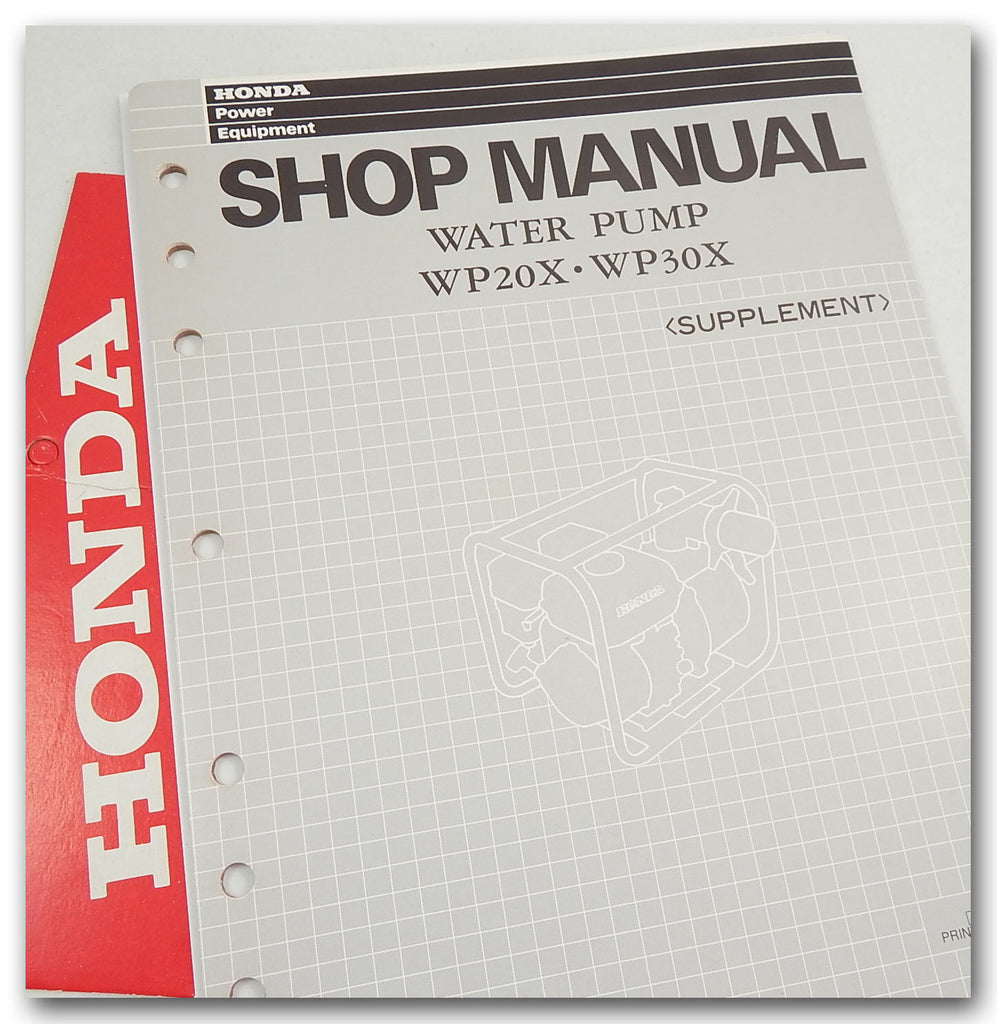 HONDA
Power
Equipment
SHOP MANUAL
WATER PUMP
WP20X・WP30X
〈SUPPLEMENT〉
HONDA
HONDA